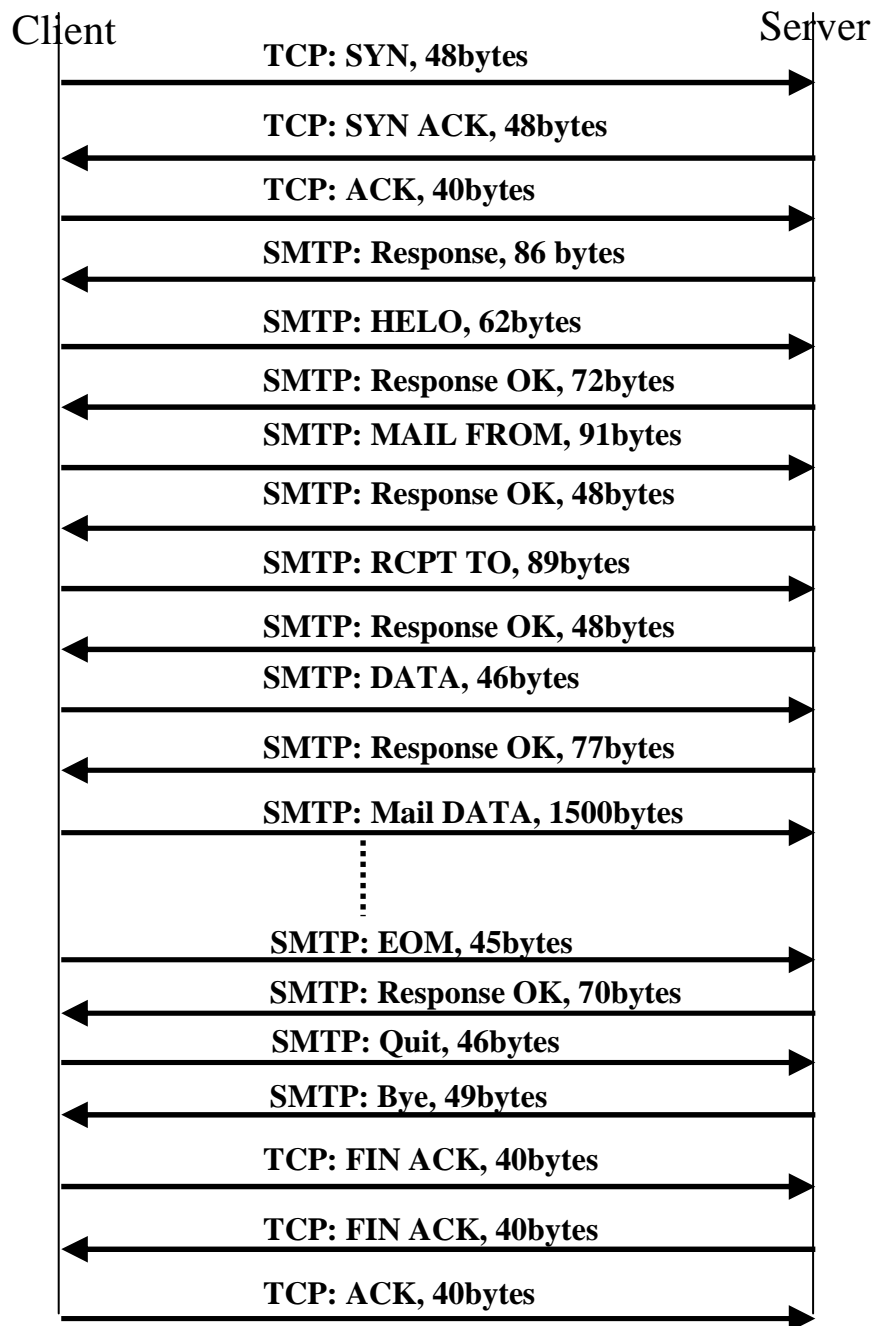 Client
Server
TCP: SYN, 48bytes
TCP: SYN ACK, 48bytes
TCP: ACK, 40bytes
SMTP: Response, 86 bytes
SMTP: HELO, 62bytes
SMTP: Response OK, 72bytes
SMTP: MAIL FROM, 91bytes
SMTP: Response OK, 48bytes
SMTP: RCPT TO, 89bytes
SMTP: Response OK, 48bytes
SMTP: DATA, 46bytes
SMTP: Response OK, 77bytes
SMTP: Mail DATA, 1500bytes
SMTP: EOM, 45bytes
SMTP: Response OK, 70bytes
SMTP: Quit, 46bytes
SMTP: Bye, 49bytes
TCP: FIN ACK, 40bytes
TCP: FIN ACK, 40bytes
TCP: ACK, 40bytes